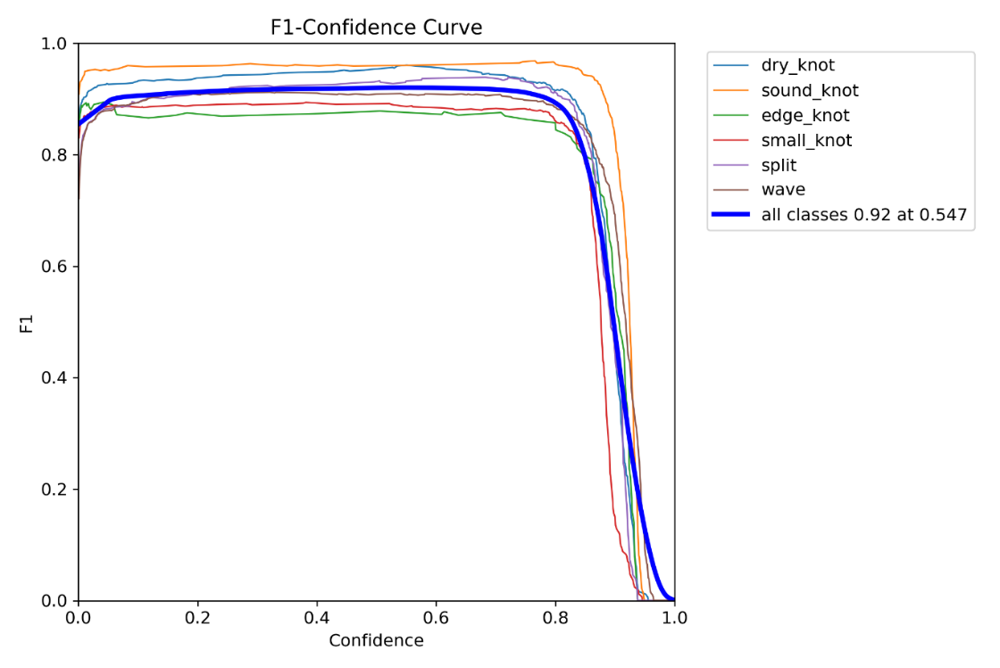 F1-Confidence Curve
1.0
0.8
0.6
0.4
0.2
0.0
F1
0.0 0.2 0.4 0.6 0.8 1.0
Confidence
dry_knot
sound_knot
edge_knot
small_knot
split
wave
all classes 0.92 at 0.547